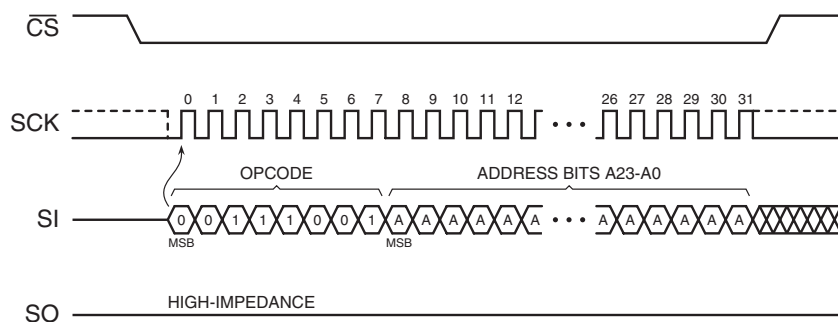 CS
0 1 2 3 4 5 6 7 8 9 10 11 12 26 27 28 29 30 31
SCK
OPCODE ADDRESS BITS A23-A0
SI 0 0 1 1 1 0 0 1 A A A A A A A A A A A A
MSB MSB
HIGH-IMPEDANCE
SO